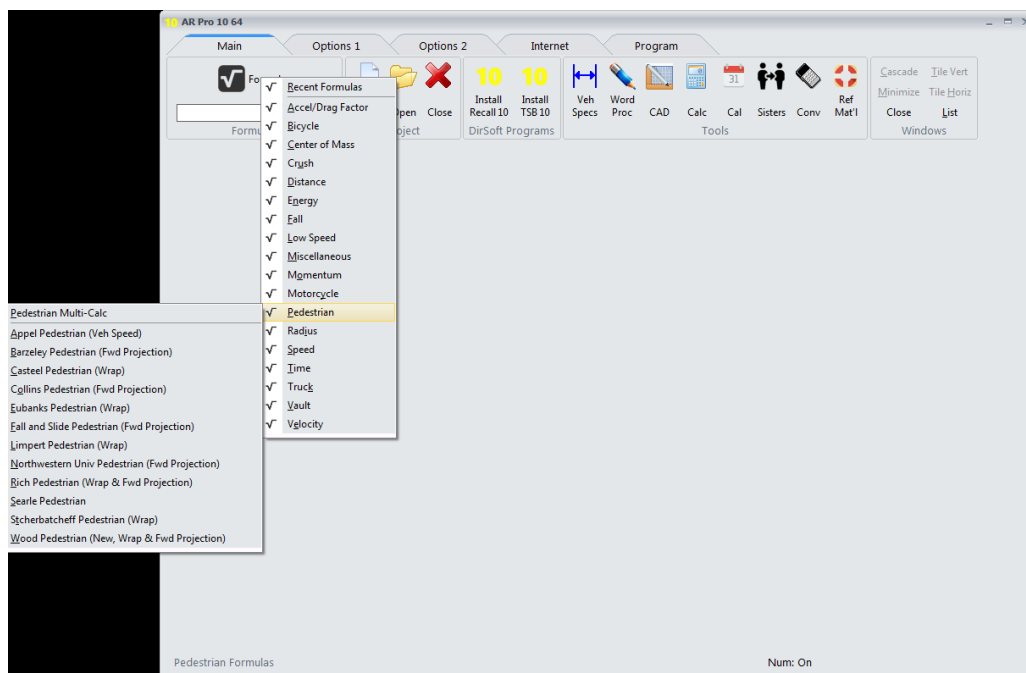 10 AR Pro 10 64
Main Options 1 Options 2 Internet Program
10 10
Install Recall 10
Install TSB 10
Veh Specs
Word Proc
CAD
Calc
31
Cal
Sisters
Conv
Ref Mat'l
Close
DirSoft Programs
Tools
Cascade Tile Vert
Minimize Tile Horiz
Close List
Windows
Recent Formulas
Accel/Drag Factor
Bicycle
Center of Mass
Crush
Distance
Energy
Fall
Low Speed
Miscellaneous
Momentum
Motorcycle
Pedestrian
Radius
Speed
Time
Truck
Vault
Velocity
Pedestrian Multi-Calc
Appel Pedestrian (Veh Speed)
Barzeley Pedestrian (Fwd Projection)
Casteel Pedestrian (Wrap)
Collins Pedestrian (Fwd Projection)
Eubanks Pedestrian (Wrap)
Fall and Slide Pedestrian (Fwd Projection)
Limpert Pedestrian (Wrap)
Northwestern Univ Pedestrian (Fwd Projection)
Rich Pedestrian (Wrap & Fwd Projection)
Searle Pedestrian
Stcherbatcheff Pedestrian (Wrap)
Wood Pedestrian (New, Wrap & Fwd Projection)
Pedestrian Formulas
Num: On